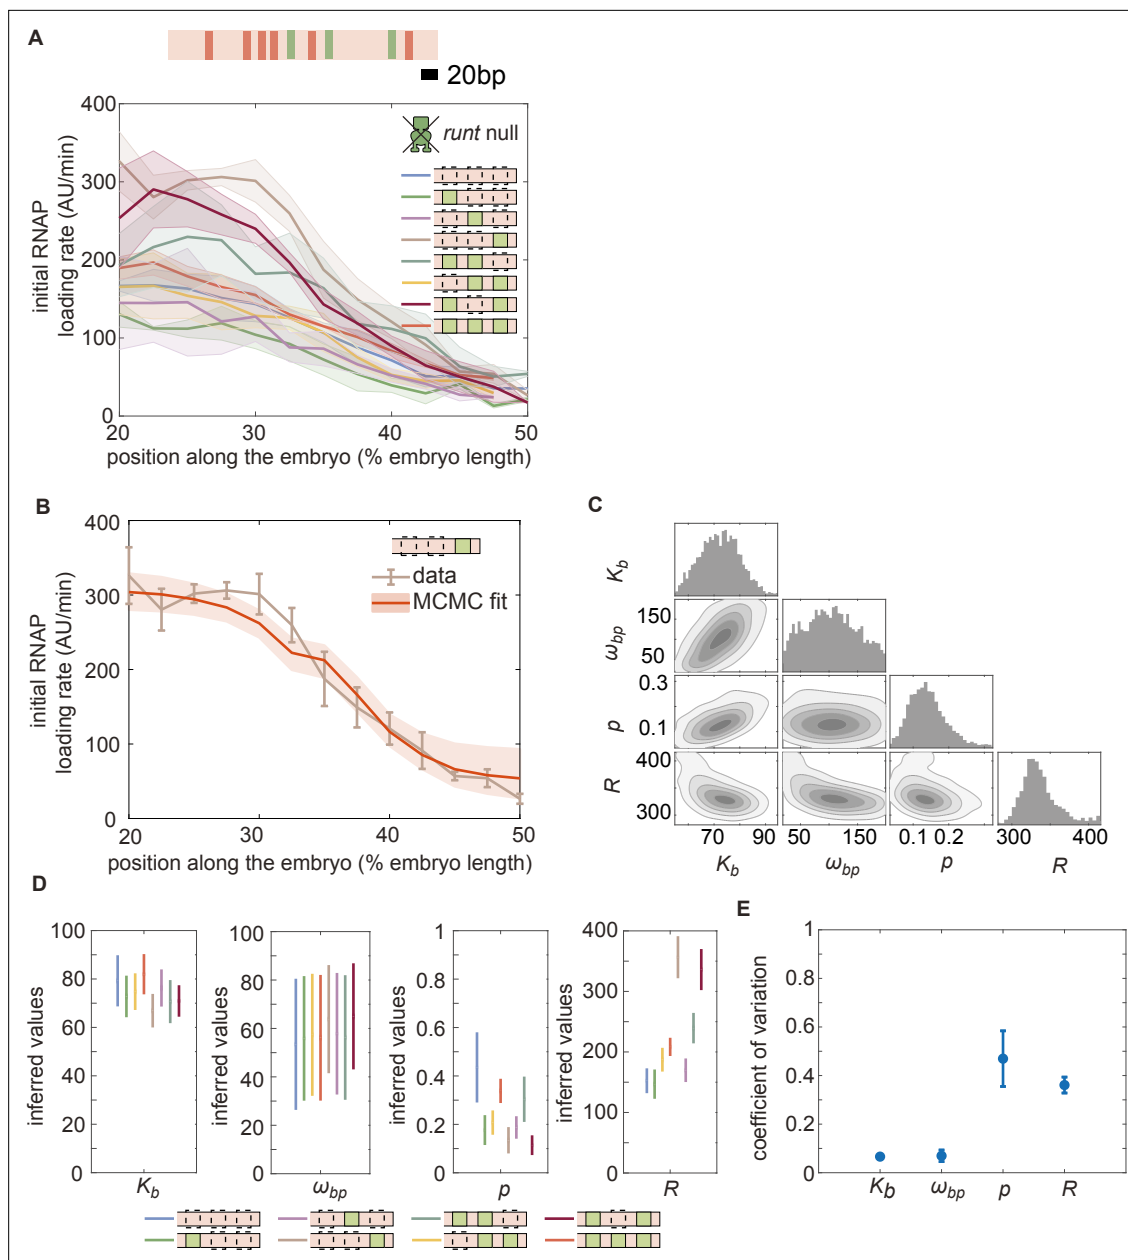 A
20bp
400
300
200
100
0
initial RNAP
loading rate (AU/min)
runt null
20 30 40 50
position along the embryo (% embryo length)
B
400
300
200
100
0
initial RNAP
loading rate (AU/min)
data
MCMC fit
20 30 40 50
position along the embryo (% embryo length)
C
K_b
ω_bp
150
50
p
0.3
0.1
R
400
300
70 90
50 150
0.1 0.2
300 400
K_b ω_bp p R
D
inferred values
100
80
60
40
20
0
K_b
inferred values
100
80
60
40
20
0
ω_bp
inferred values
1
0.8
0.6
0.4
0.2
0
p
inferred values
400
300
200
100
0
R
E
coefficient of variation
1
0.8
0.6
0.4
0.2
0
K_b ω_bp p R